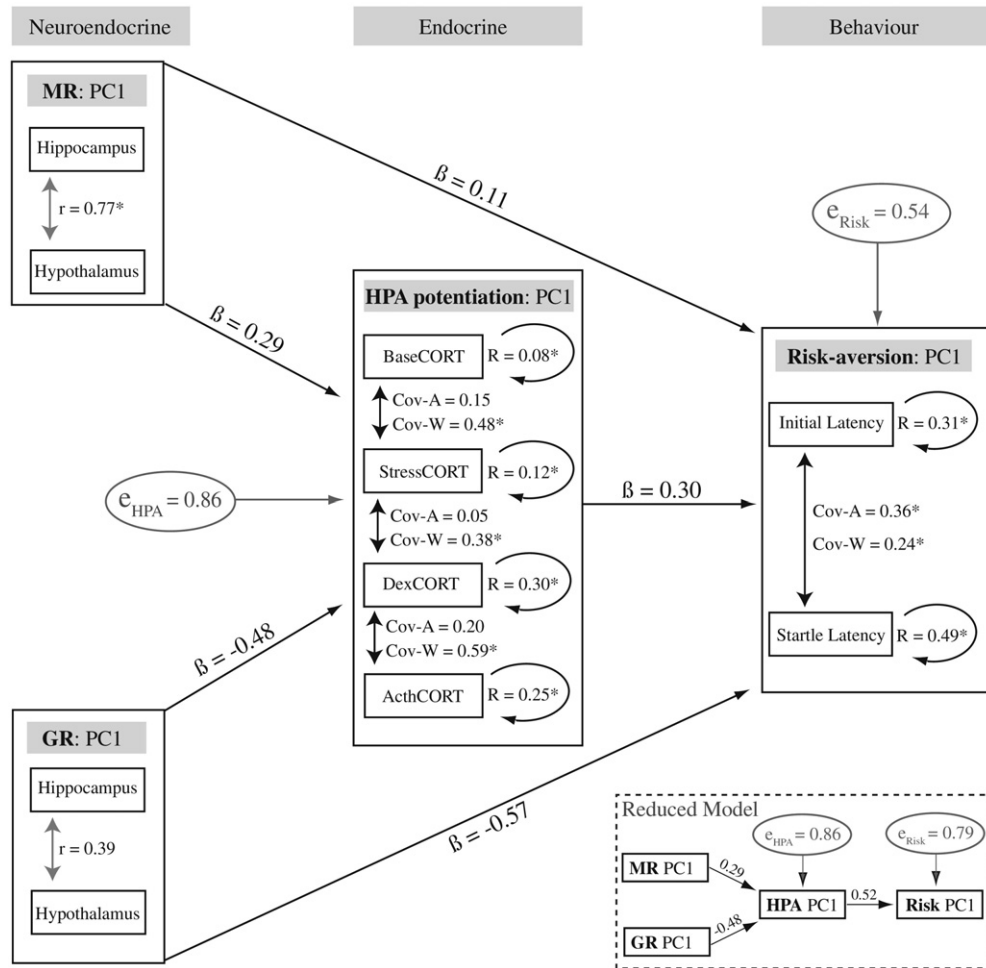 Neuroendocrine
Endocrine
Behaviour
MR: PC1
Hippocampus
r = 0.77*
Hypothalamus
ß = 0.11
ß = 0.29
eRisk = 0.54
HPA potentiation: PC1
BaseCORT
R = 0.08*
Cov-A = 0.15
Cov-W = 0.48*
StressCORT
R = 0.12*
Cov-A = 0.05
Cov-W = 0.38*
DexCORT
R = 0.30*
Cov-A = 0.20
Cov-W = 0.59*
ActhCORT
R = 0.25*
eHPA = 0.86
ß = 0.30
Risk-aversion: PC1
Initial Latency
R = 0.31*
Cov-A = 0.36*
Cov-W = 0.24*
Startle Latency
R = 0.49*
ß = -0.48
GR: PC1
Hippocampus
r = 0.39
Hypothalamus
ß = -0.57
Reduced Model
eHPA = 0.86
eRisk = 0.79
MR PC1
0.29
HPA PC1
0.52
Risk PC1
-0.48
GR PC1